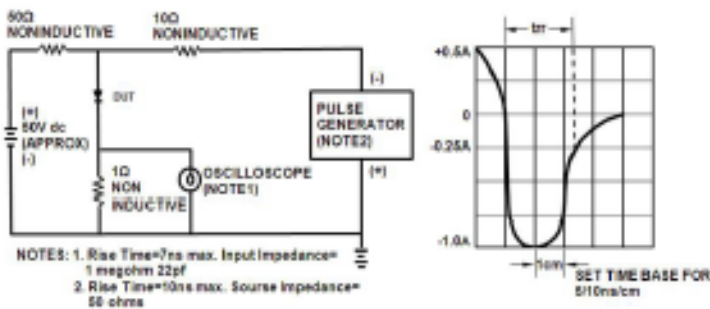 50Ω
NONINDUCTIVE
10Ω
NONINDUCTIVE
DUT
(+)
50V dc
(APPROX)
(-)
1Ω
NON
INDUCTIVE
OSCILLOSCOPE
(NOTE1)
(-)
PULSE
GENERATOR
(NOTE2)
(+)
NOTES: 1. Rise Time=7ns max. Input Impedance=
1 megohm 22pf
2. Rise Time=10ns max. Sourse Impedance=
50 ohms
trr
+0.5A
0
-0.25A
-1.0A
1cm
SET TIME BASE FOR
5/10ns/cm